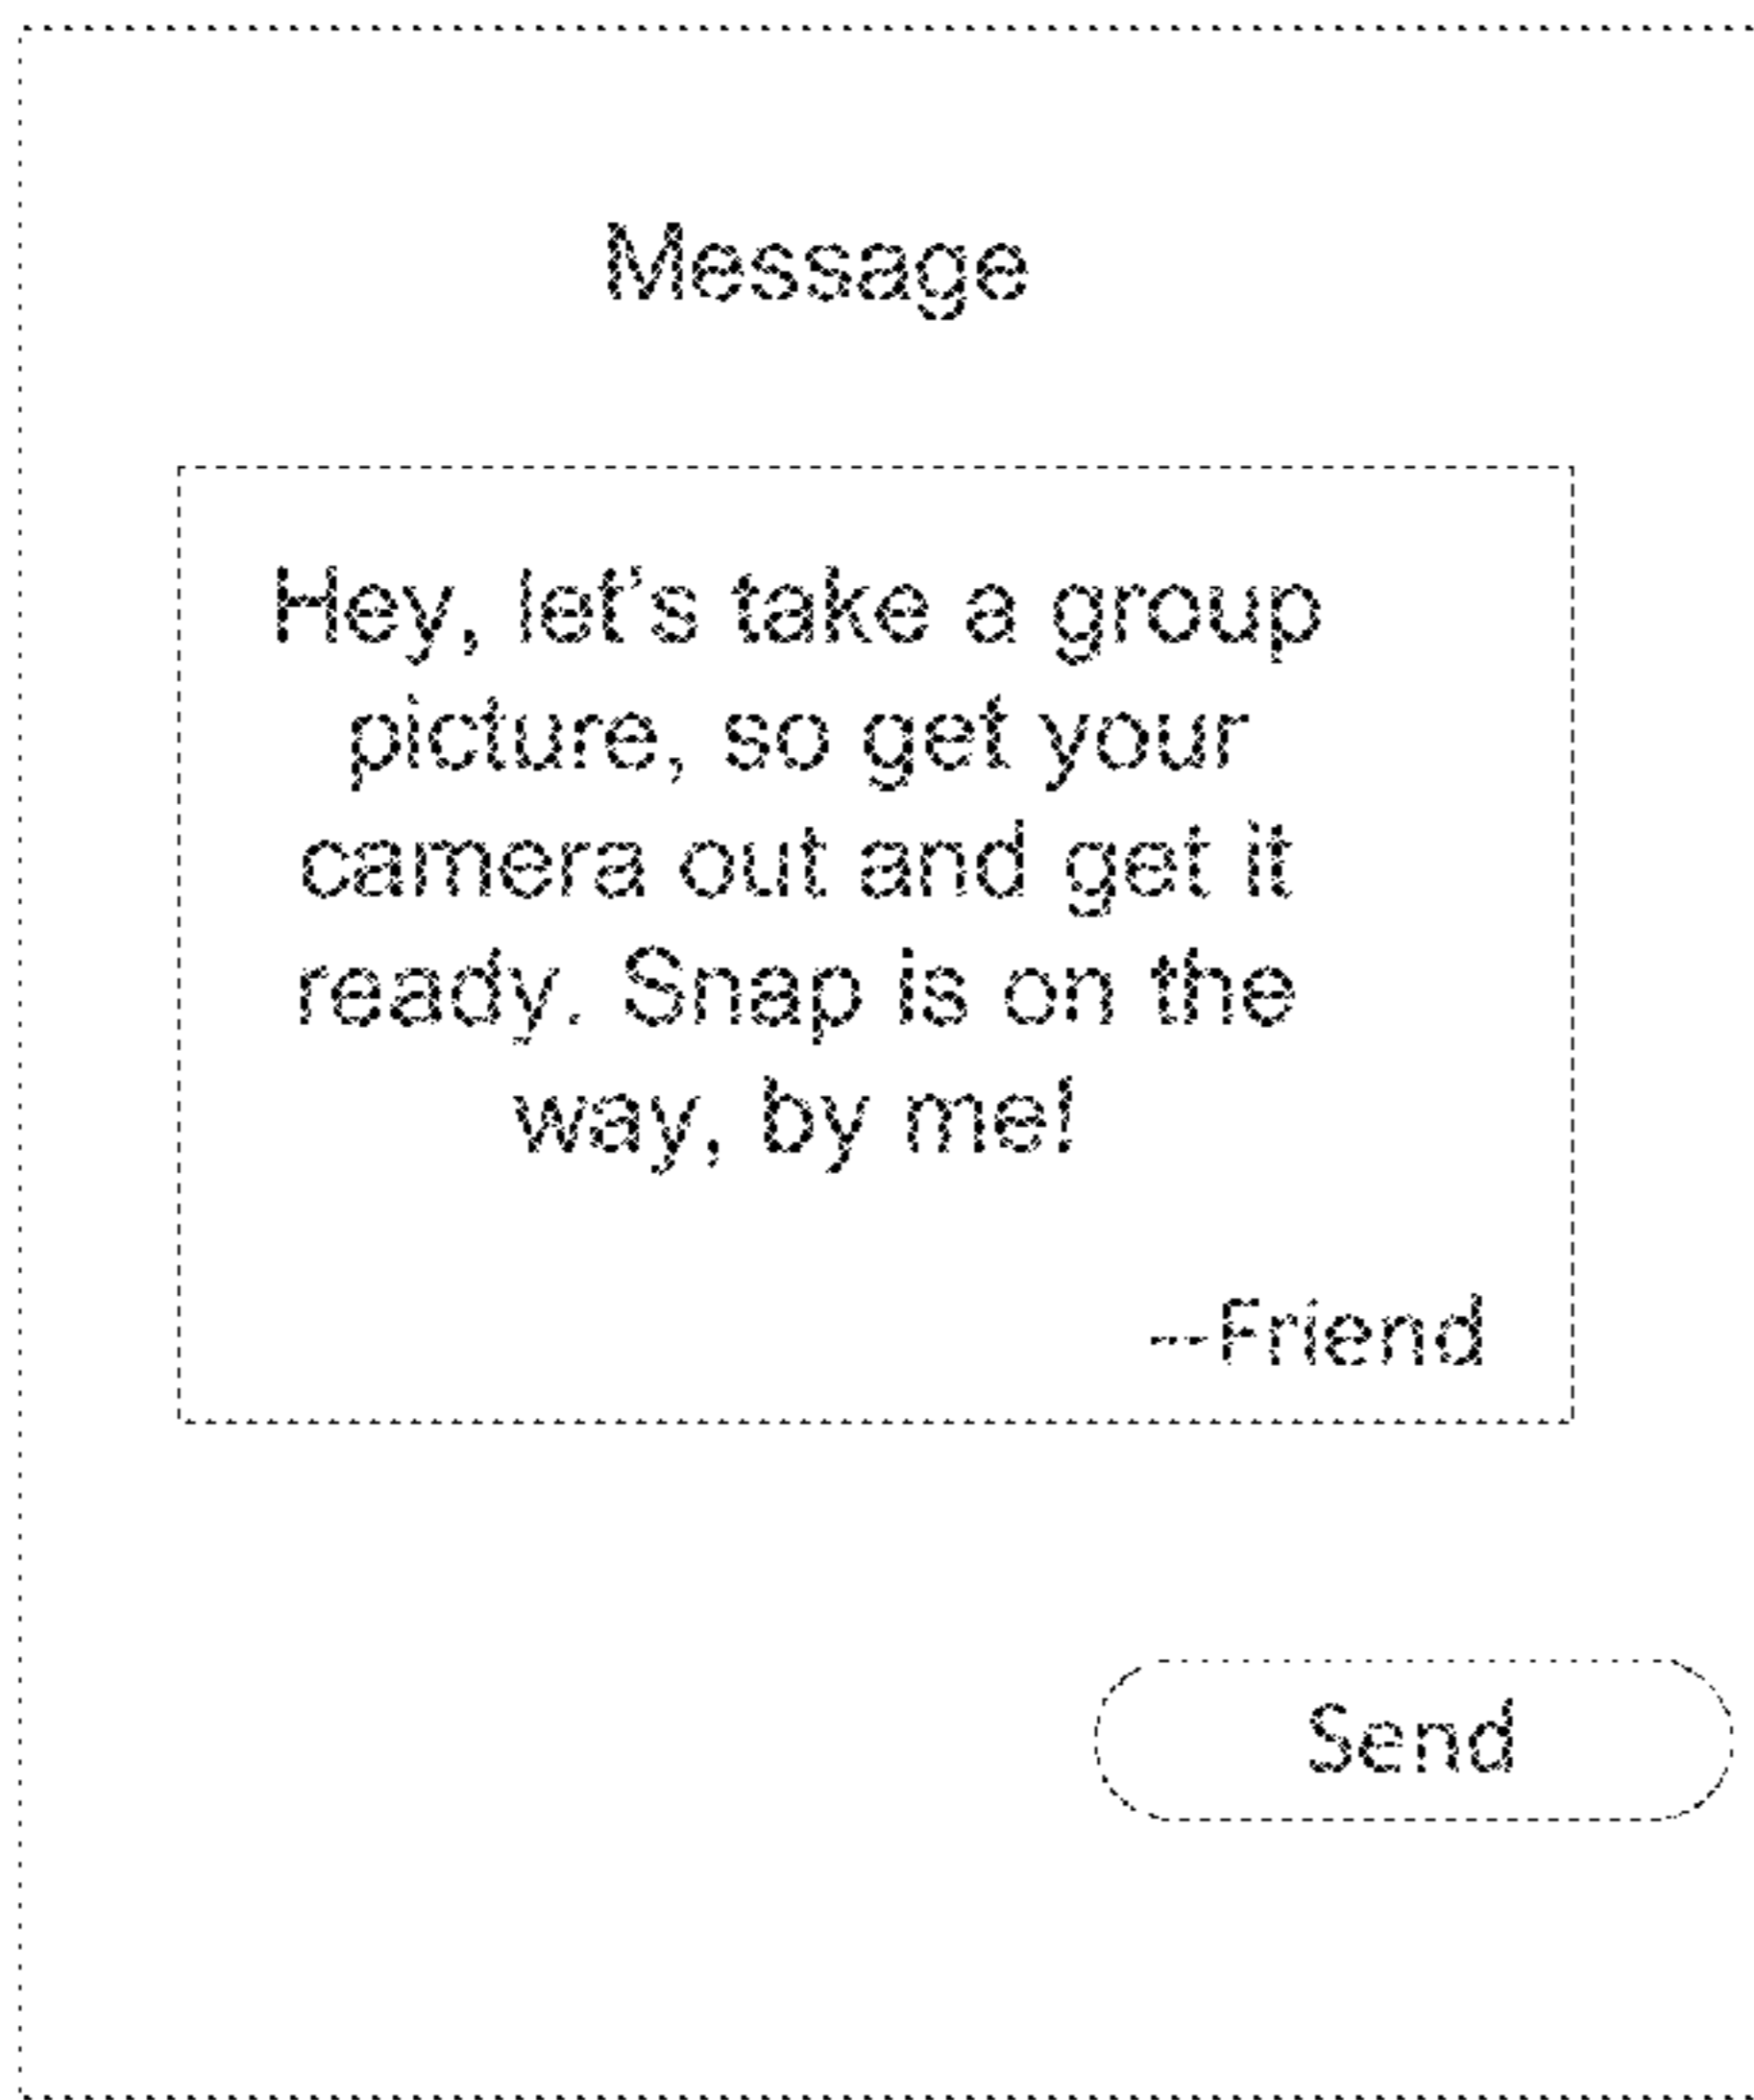 Message
Hey, let's take a group
picture, so get your
camera out and get it
ready. Snap is on the
way, by me!
--Friend
Send